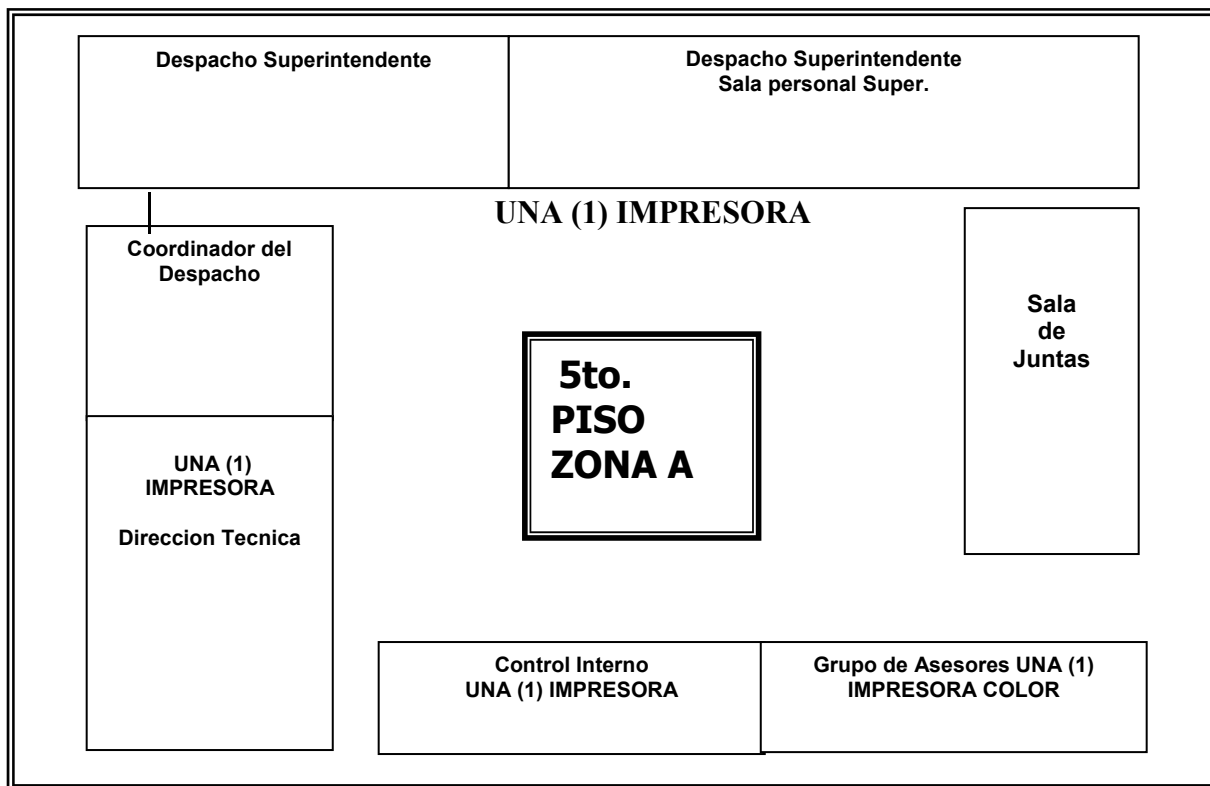 Despacho Superintendente
Despacho Superintendente
Sala personal Super.
UNA (1) IMPRESORA
Coordinador del
Despacho
Sala
de
Juntas
5to.
PISO
ZONA A
UNA (1)
IMPRESORA
Direccion Tecnica
Control Interno
UNA (1) IMPRESORA
Grupo de Asesores UNA (1)
IMPRESORA COLOR